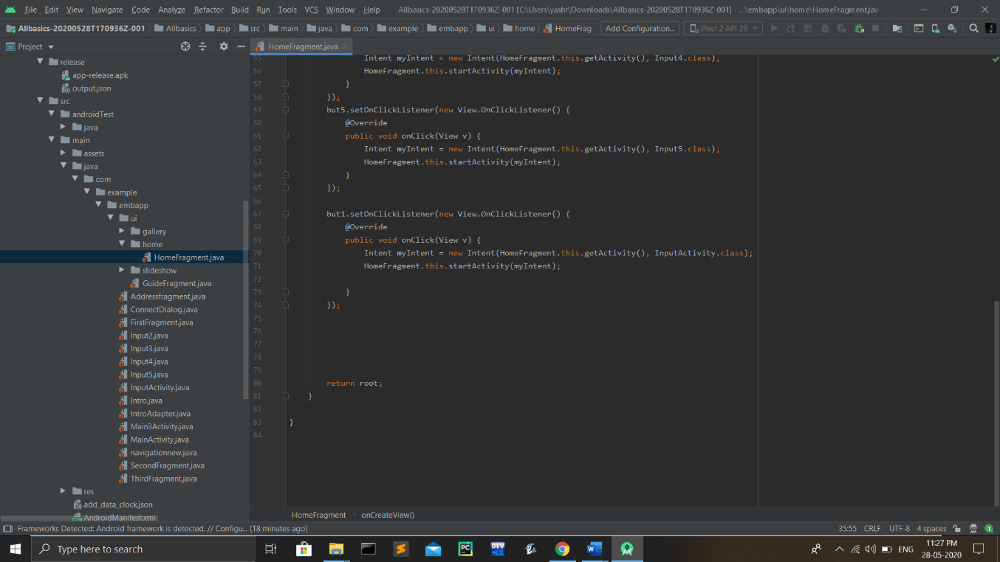 File Edit View Navigate Code Analyze Refactor Build Run Tools VCS Window Help Allbasics-20200528T170936Z-001 [C:\Users\yashr\Downloads\Allbasics-20200528T170936Z-001] - ...\embapp\ui\home\HomeFragment.jav
Allbasics-20200528T170936Z-001 Allbasics app src main java com example embapp ui home HomeFrag Add Configuration... Pixel 2 API 29
Project
HomeFragment.java
release
app-release.apk
output.json
src
androidTest
java
main
assets
java
com
example
embapp
ui
gallery
home
HomeFragment.java
slideshow
GuideFragment.java
Addressfragment.java
ConnectDialog.java
FirstFragment.java
Input2.java
Input3.java
Input4.java
Input5.java
InputActivity.java
Intro.java
IntroAdapter.java
Main3Activity.java
MainActivity.java
navigationnew.java
SecondFragment.java
ThirdFragment.java
res
add_data_clock.json
AndroidManifest.xml
55 Intent myIntent = new Intent(HomeFragment.this.getActivity(), Input4.class);
56 HomeFragment.this.startActivity(myIntent);
57 }
58 });
59 but5.setOnClickListener(new View.OnClickListener() {
60 @Override
61 public void onClick(View v) {
62 Intent myIntent = new Intent(HomeFragment.this.getActivity(), Input5.class);
63 HomeFragment.this.startActivity(myIntent);
64 }
65 });
66
67 but1.setOnClickListener(new View.OnClickListener() {
68 @Override
69 public void onClick(View v) {
70 Intent myIntent = new Intent(HomeFragment.this.getActivity(), InputActivity.class);
71 HomeFragment.this.startActivity(myIntent);
72
73 }
74 });
75
76
77
78
79
80 return root;
81 }
82
83 }
84
HomeFragment onCreateView()
Frameworks Detected: Android framework is detected. // Configu... (18 minutes ago) 35:55 CRLF UTF-8 4 spaces 1
Type here to search
PC
DEV
ENG
11:27 PM
28-05-2020